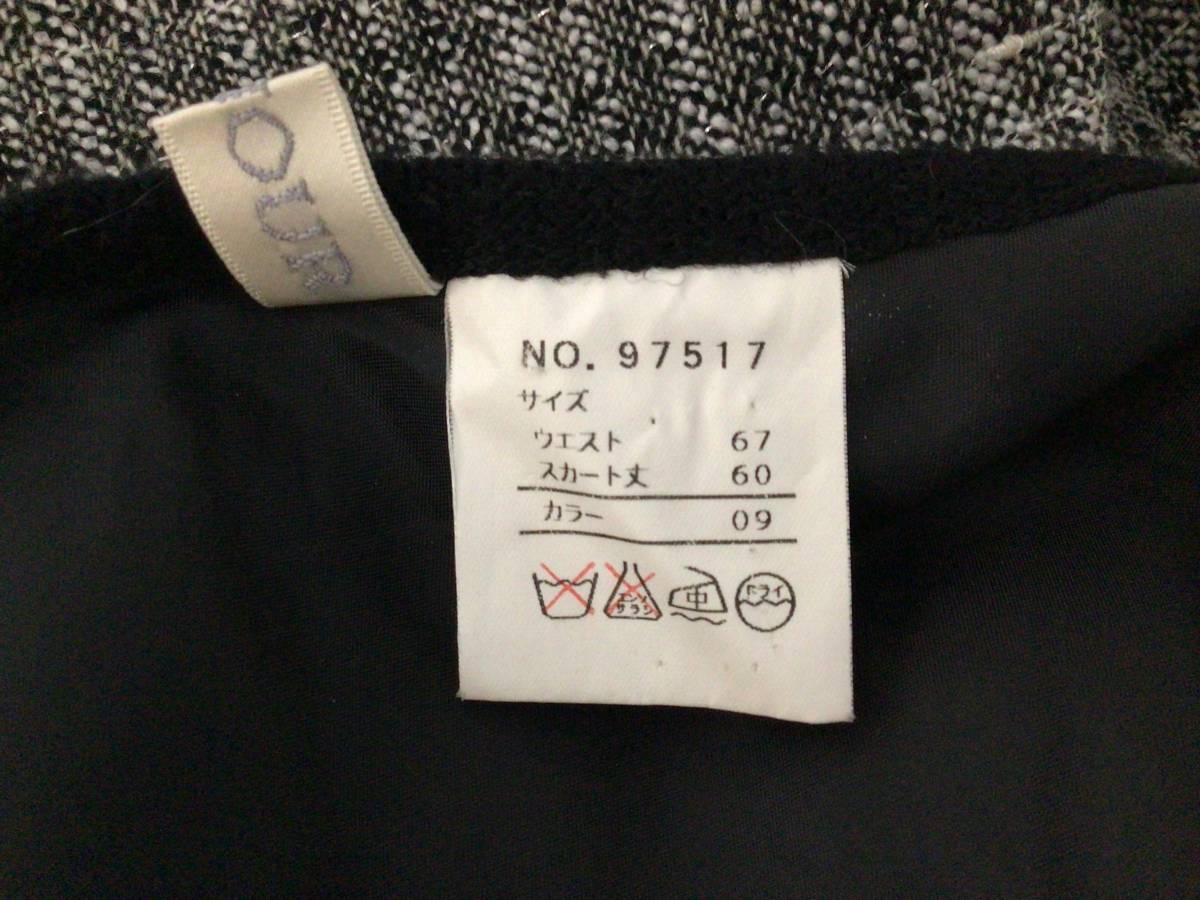 OUR
NO. 97517
サイズ
ウエスト 67
スカート丈 60
カラー 09
エンソ
サラシ
中
ドライ